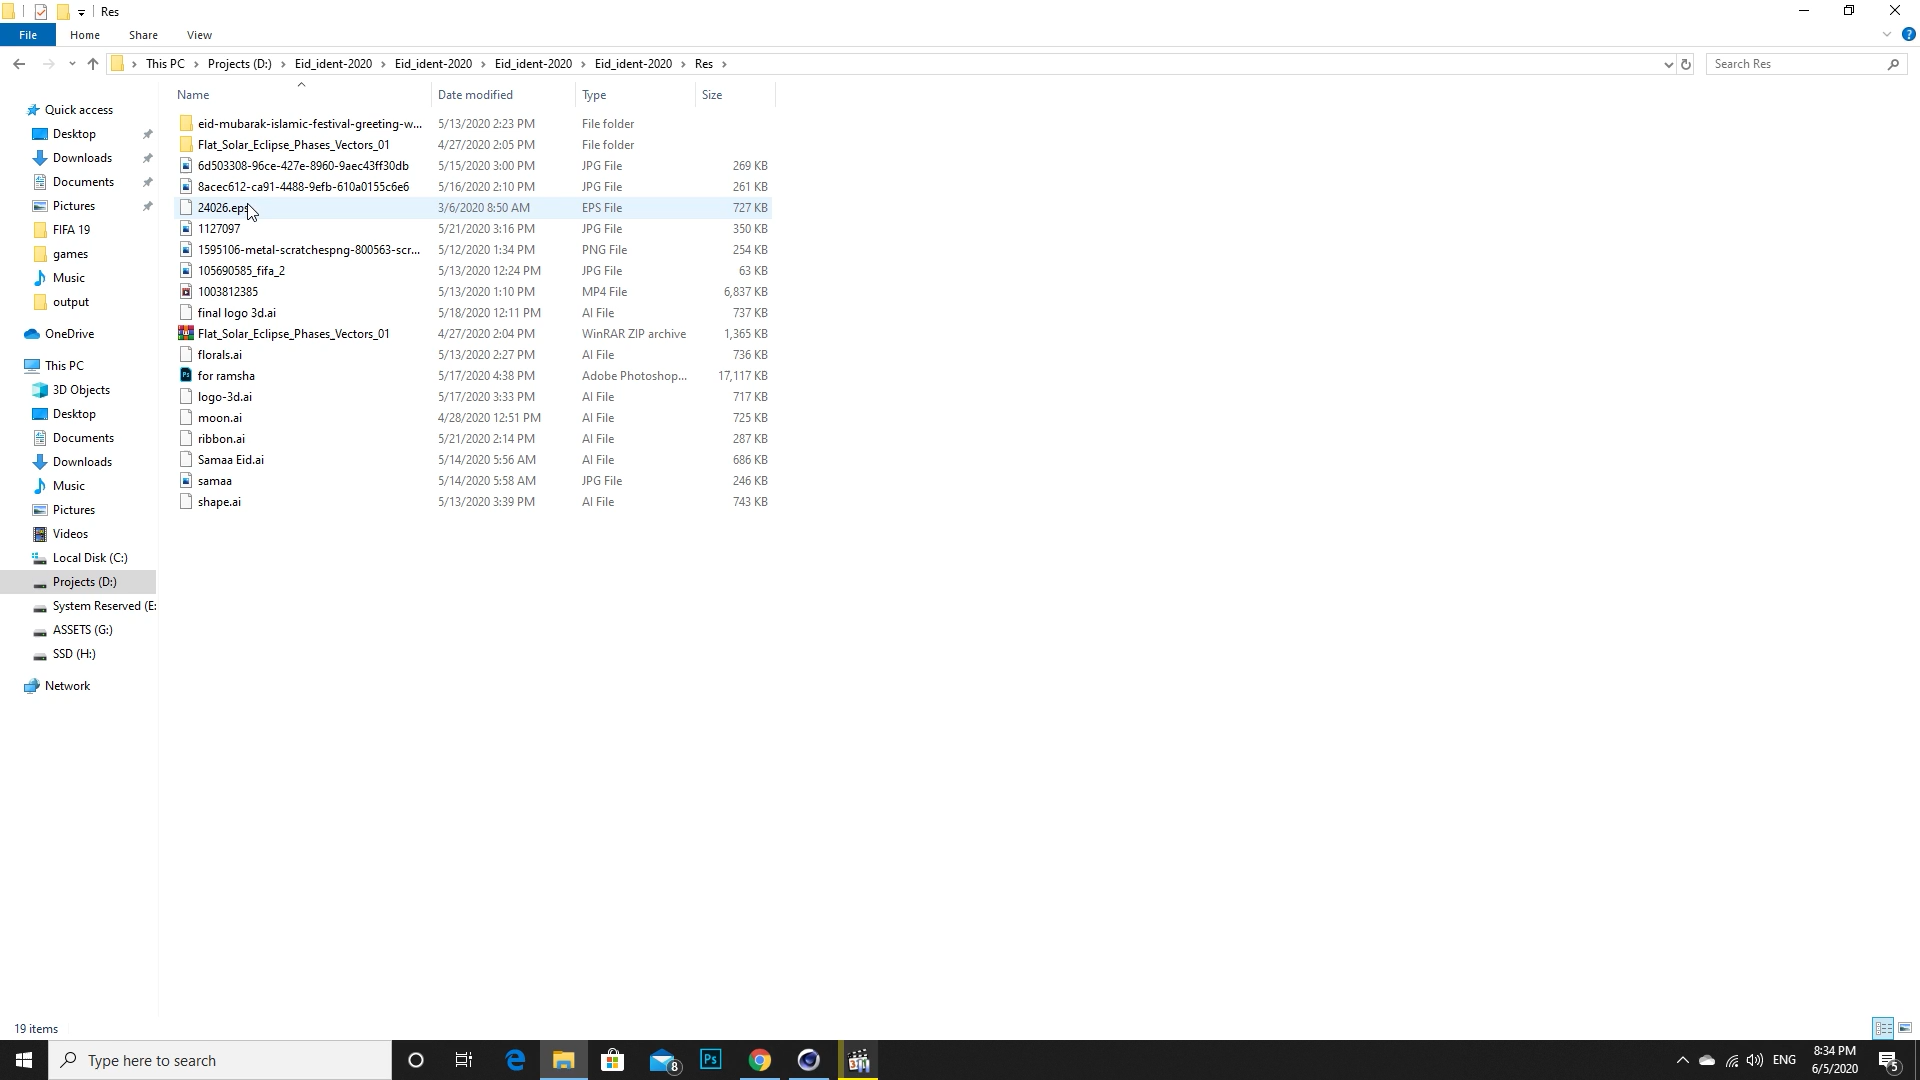 Res
File Home Share View
This PC Projects (D:) Eid_ident-2020 Eid_ident-2020 Eid_ident-2020 Eid_ident-2020 Res
Search Res
Name Date modified Type Size
Quick access
Desktop
Downloads
Documents
Pictures
FIFA 19
games
Music
output
OneDrive
This PC
3D Objects
Desktop
Documents
Downloads
Music
Pictures
Videos
Local Disk (C:)
Projects (D:)
System Reserved (E:
ASSETS (G:)
SSD (H:)
Network
eid-mubarak-islamic-festival-greeting-w... 5/13/2020 2:23 PM File folder
Flat_Solar_Eclipse_Phases_Vectors_01 4/27/2020 2:05 PM File folder
6d503308-96ce-427e-8960-9aec43ff30db 5/15/2020 3:00 PM JPG File 269 KB
8acec612-ca91-4488-9efb-610a0155c6e6 5/16/2020 2:10 PM JPG File 261 KB
24026.eps 3/6/2020 8:50 AM EPS File 727 KB
1127097 5/21/2020 3:16 PM JPG File 350 KB
1595106-metal-scratchespng-800563-scr... 5/12/2020 1:34 PM PNG File 254 KB
105690585_fifa_2 5/13/2020 12:24 PM JPG File 63 KB
1003812385 5/13/2020 1:10 PM MP4 File 6,837 KB
final logo 3d.ai 5/18/2020 12:11 PM AI File 737 KB
Flat_Solar_Eclipse_Phases_Vectors_01 4/27/2020 2:04 PM WinRAR ZIP archive 1,365 KB
florals.ai 5/13/2020 2:27 PM AI File 736 KB
for ramsha 5/17/2020 4:38 PM Adobe Photoshop... 17,117 KB
logo-3d.ai 5/17/2020 3:33 PM AI File 717 KB
moon.ai 4/28/2020 12:51 PM AI File 725 KB
ribbon.ai 5/21/2020 2:14 PM AI File 287 KB
Samaa Eid.ai 5/14/2020 5:56 AM AI File 686 KB
samaa 5/14/2020 5:58 AM JPG File 246 KB
shape.ai 5/13/2020 3:39 PM AI File 743 KB
19 items
Type here to search
8
Ps
ENG
8:34 PM
6/5/2020
5